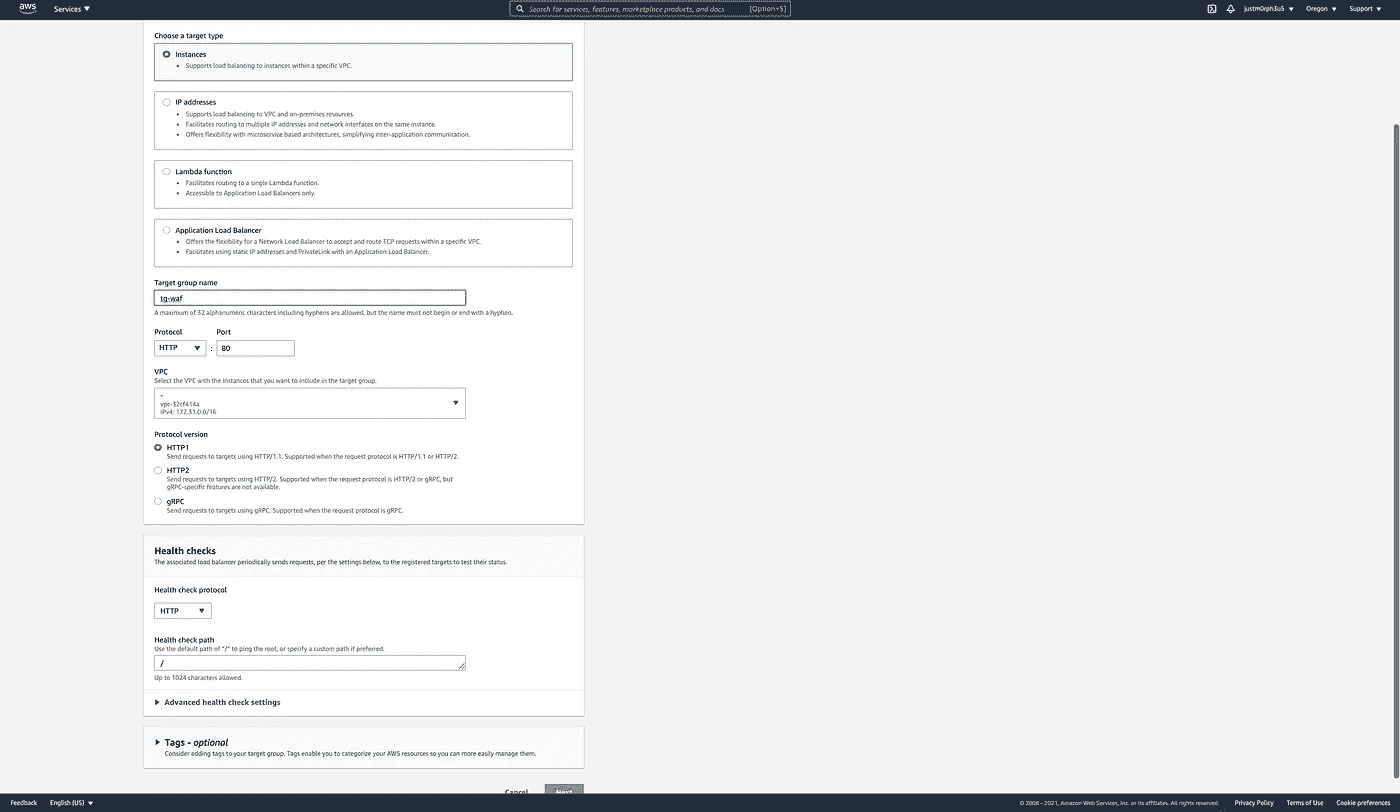 aws Services ▼ Search for services, features, marketplace products, and docs [Option+S] justm0rph3u5 ▼ Oregon ▼ Support ▼
Choose a target type
Instances
• Supports load balancing to instances within a specific VPC.
IP addresses
• Supports load balancing to VPC and on-premises resources.
• Facilitates routing to multiple IP addresses and network interfaces on the same instance.
• Offers flexibility with microservice based architectures, simplifying inter-application communication.
Lambda function
• Facilitates routing to a single Lambda function.
• Accessible to Application Load Balancers only.
Application Load Balancer
• Offers the flexibility for a Network Load Balancer to accept and route TCP requests within a specific VPC.
• Facilitates using static IP addresses and PrivateLink with an Application Load Balancer.
Target group name
tg-waf
A maximum of 32 alphanumeric characters including hyphens are allowed, but the name must not begin or end with a hyphen.
Protocol Port
HTTP ▼ : 80
VPC
Select the VPC with the instances that you want to include in the target group.
-
vpc-32cf414a
IPv4: 172.31.0.0/16
Protocol version
HTTP1
Send requests to targets using HTTP/1.1. Supported when the request protocol is HTTP/1.1 or HTTP/2.
HTTP2
Send requests to targets using HTTP/2. Supported when the request protocol is HTTP/2 or gRPC, but
gRPC-specific features are not available.
gRPC
Send requests to targets using gRPC. Supported when the request protocol is gRPC.
Health checks
The associated load balancer periodically sends requests, per the settings below, to the registered targets to test their status.
Health check protocol
HTTP ▼
Health check path
Use the default path of "/" to ping the root, or specify a custom path if preferred.
/
Up to 1024 characters allowed.
Advanced health check settings
Tags - optional
Consider adding tags to your target group. Tags enable you to categorize your AWS resources so you can more easily manage them.
Cancel Next
Feedback English (US) ▼ © 2008 - 2021, Amazon Web Services, Inc. or its affiliates. All rights reserved. Privacy Policy Terms of Use Cookie preferences